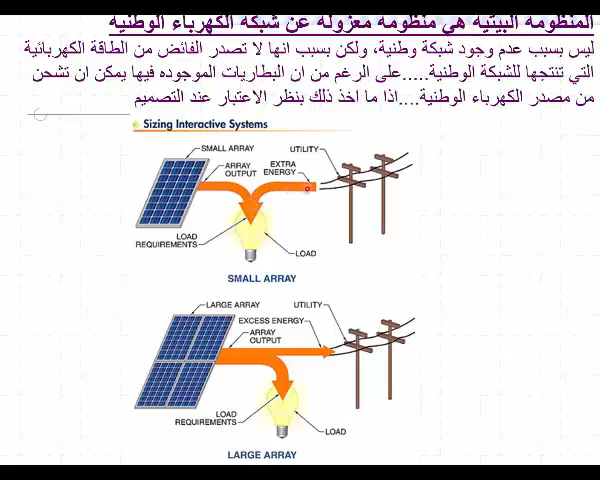 المنظومة البيتية هي منظومة معزولة عن شبكة الكهرباء الوطنية
ليس بسبب عدم وجود شبكة وطنية، ولكن بسبب انها لا تصدر الفائض من الطاقة الكهربائية
التي تنتجها للشبكة الوطنية.....على الرغم من ان البطاريات الموجوده فيها يمكن ان تشحن
من مصدر الكهرباء الوطنية....اذا ما اخذ ذلك بنظر الاعتبار عند التصميم
Sizing Interactive Systems
SMALL ARRAY
UTILITY
ARRAY OUTPUT
EXTRA ENERGY
LOAD REQUIREMENTS
LOAD
SMALL ARRAY
LARGE ARRAY
UTILITY
EXCESS ENERGY
ARRAY OUTPUT
LOAD REQUIREMENTS
LOAD
LARGE ARRAY